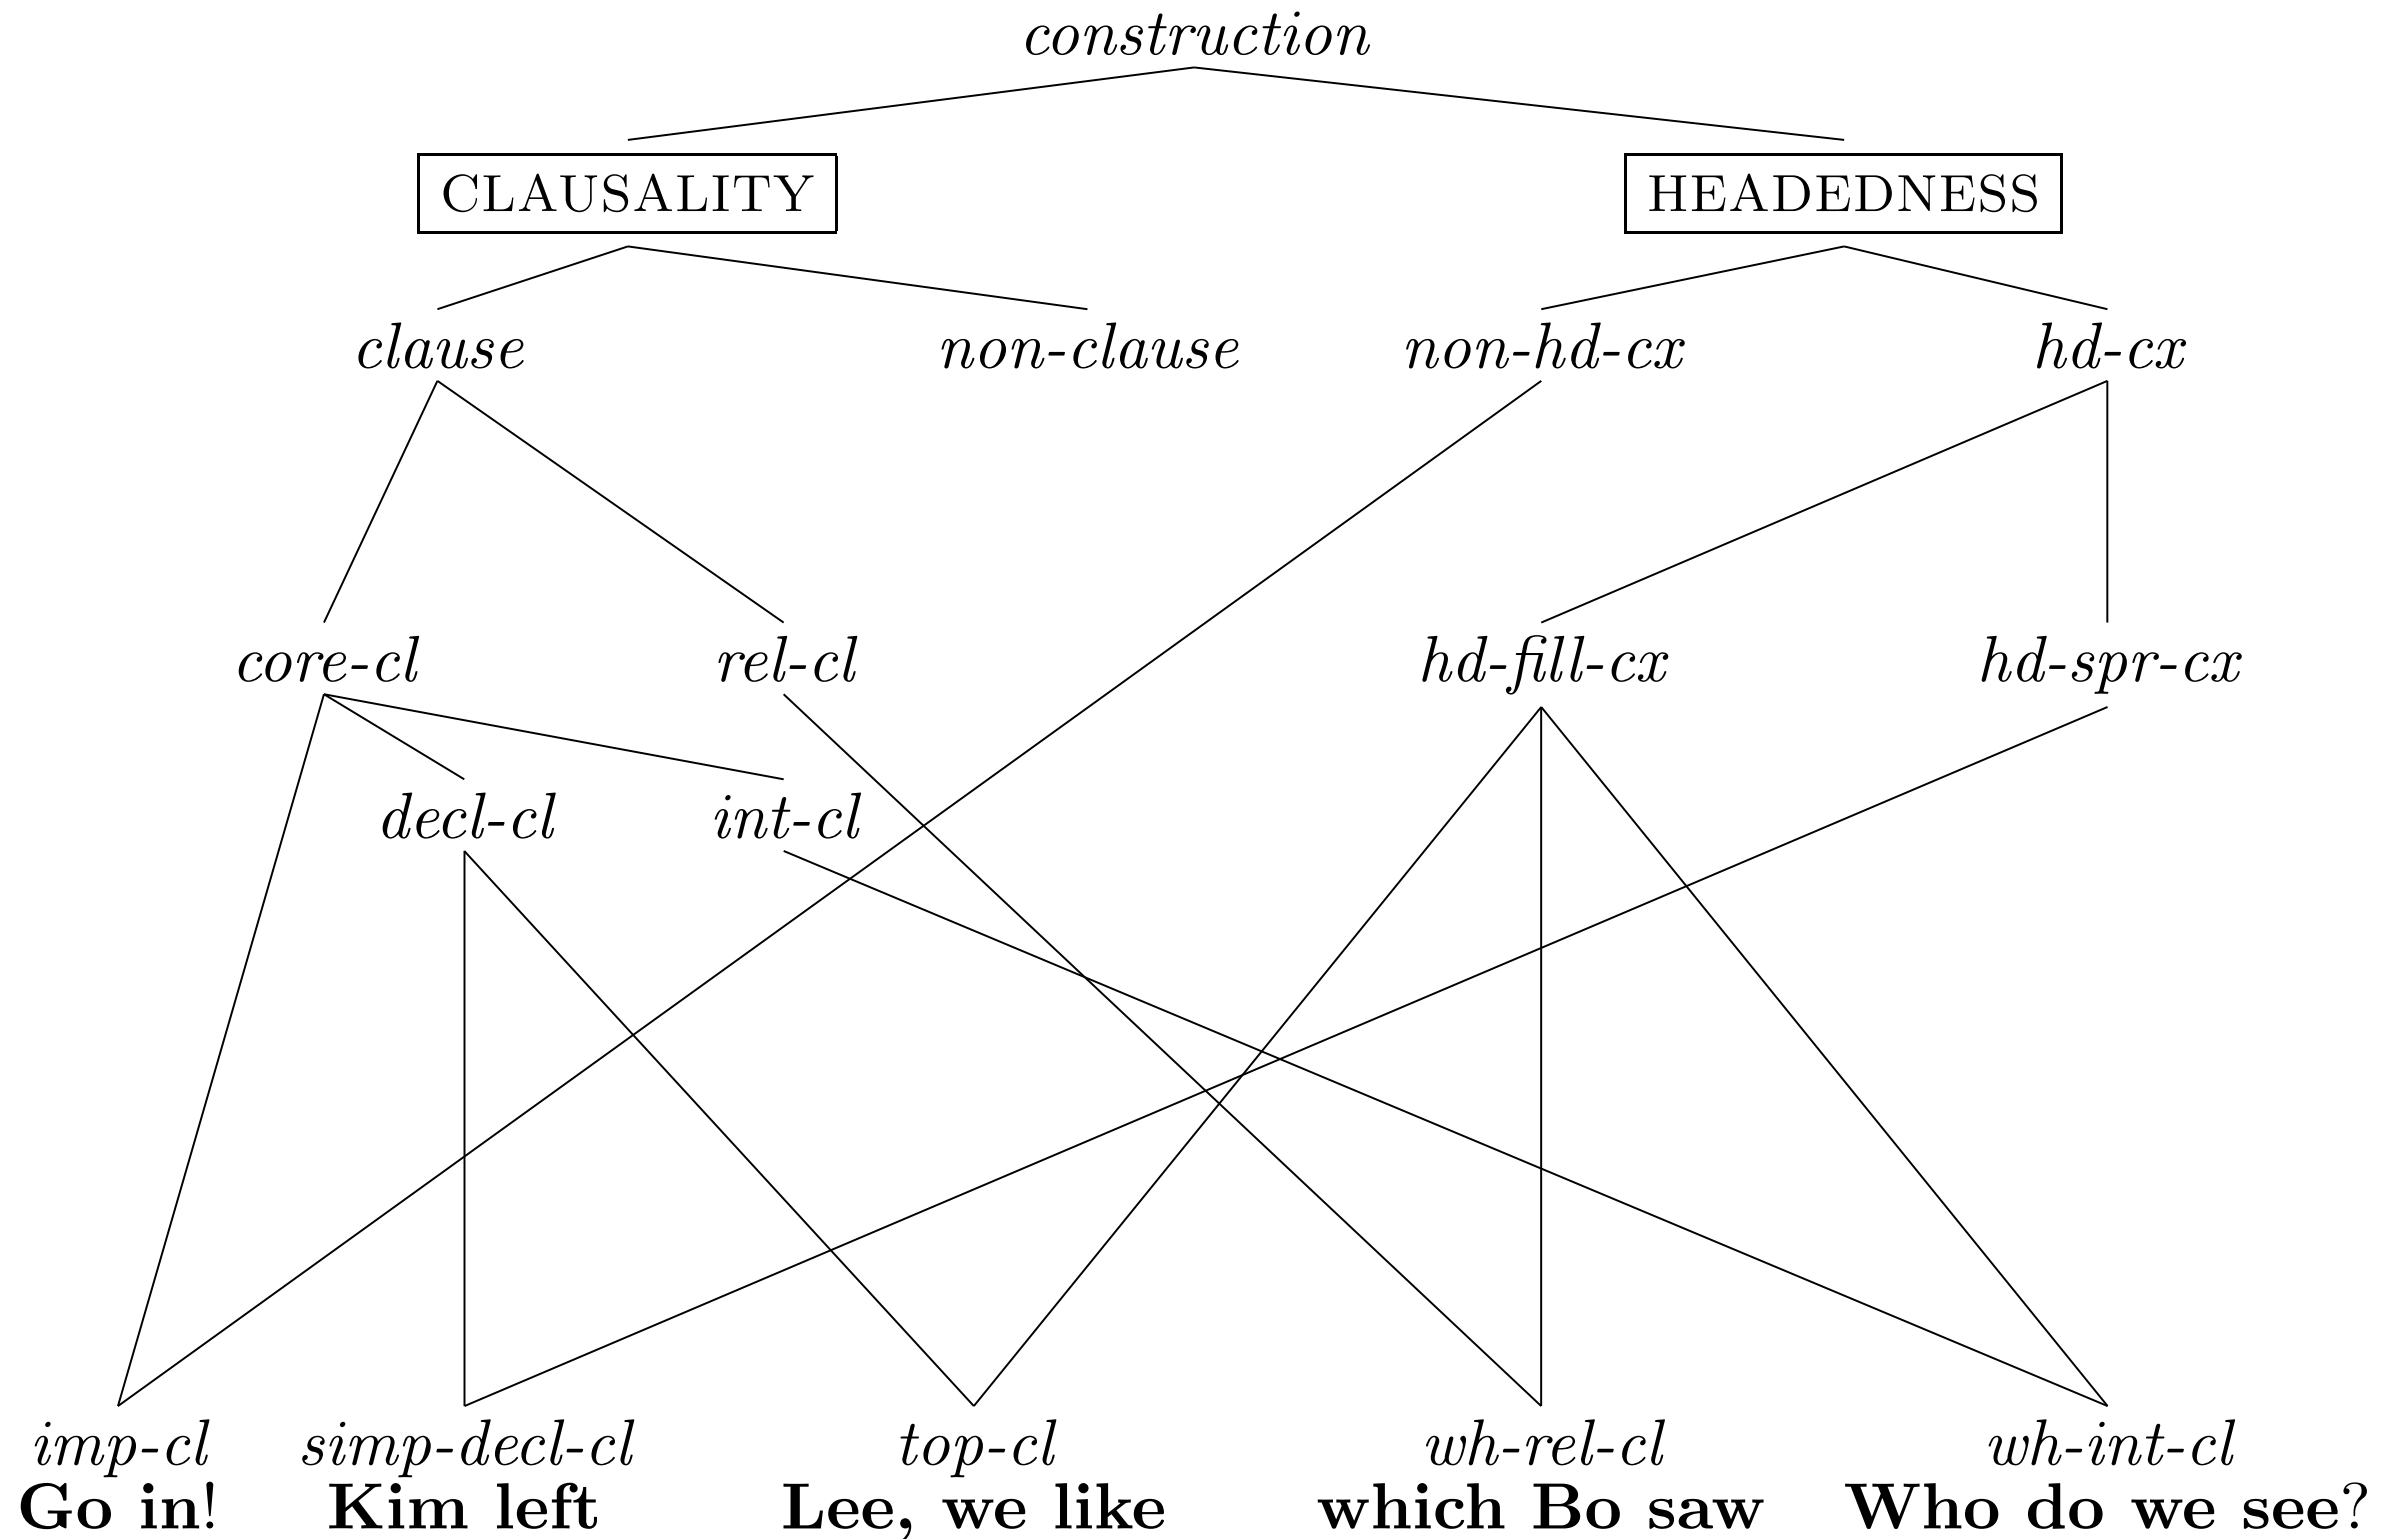 construction
CLAUSALITY HEADEDNESS
clause non-clause non-hd-cx hd-cx
core-cl rel-cl hd-fill-cx hd-spr-cx
decl-cl int-cl
imp-cl simp-decl-cl top-cl wh-rel-cl wh-int-cl
Go in! Kim left Lee, we like which Bo saw Who do we see?